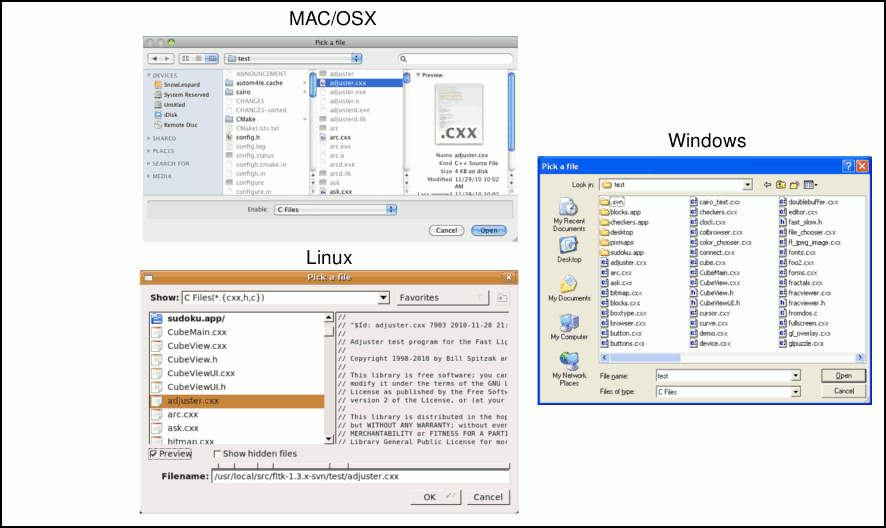 MAC/OSX
Pick a file
test
DEVICES
SnowLeopard
System Reserved
Untitled
iDisk
Remote Disc
SHARED
PLACES
SEARCH FOR
MEDIA
ANNOUNCEMENT
autom4te.cache
cairo
CHANGES
CHANGES-sorted
CMake
CMakeLists.txt
config.h
config.log
config.status
configh.cmake.in
configh.in
configure
configure.in
adjuster
adjuster.cxx
adjuster.exe
adjuster.o
adjusterd.exe
adjusterd.ilk
arc
arc.cxx
arc.exe
arc.o
arcd.exe
arcd.ilk
ask
ask.cxx
Preview:
.CXX
Name adjuster.cxx
Kind C++ Source File
Size 4 KB on disk
Modified 11/29/10 10:02
AM
Last opened 11/29/10 10:02
Enable: C Files
Cancel Open
Linux
Pick a file
Show: C Files(*.{cxx,h,c}) Favorites
sudoku.app/
CubeMain.cxx
CubeView.cxx
CubeView.h
CubeViewUI.cxx
CubeViewUI.h
adjuster.cxx
arc.cxx
ask.cxx
bitmap.cxx
//
// "$Id: adjuster.cxx 7903 2010-11-28 21:
//
// Adjuster test program for the Fast Lig
//
// Copyright 1998-2010 by Bill Spitzak an
//
// This library is free software; you can
// modify it under the terms of the GNU L
// License as published by the Free Softw
// version 2 of the License, or (at your
//
// This library is distributed in the hop
// but WITHOUT ANY WARRANTY; without even
// MERCHANTABILITY or FITNESS FOR A PARTI
// Library General Public License for mor
Preview Show hidden files
Filename: /usr/local/src/fltk-1.3.x-svn/test/adjuster.cxx
OK Cancel
Windows
Pick a file
Look in: test
My Recent
Documents
Desktop
My Documents
My Computer
My Network
Places
.svn
blocks.app
checkers.app
desktop
pixmaps
sudoku.app
adjuster.cxx
arc.cxx
ask.cxx
bitmap.cxx
blocks.cxx
boxtype.cxx
browser.cxx
button.cxx
buttons.cxx
cairo_test.cxx
checkers.cxx
clock.cxx
colbrowser.cxx
color_chooser.cxx
connect.cxx
cube.cxx
CubeMain.cxx
CubeView.cxx
CubeView.h
CubeViewUI.h
cursor.cxx
curve.cxx
demo.cxx
device.cxx
doublebuffer.cxx
editor.cxx
fast_slow.h
file_chooser.cxx
fl_jpeg_image.cxx
fonts.cxx
foo2.cxx
forms.cxx
fractals.cxx
fracviewer.cxx
fracviewer.h
fromdos.c
fullscreen.cxx
gl_overlay.cxx
glpuzzle.cxx
File name: test Open
Files of type: C Files Cancel